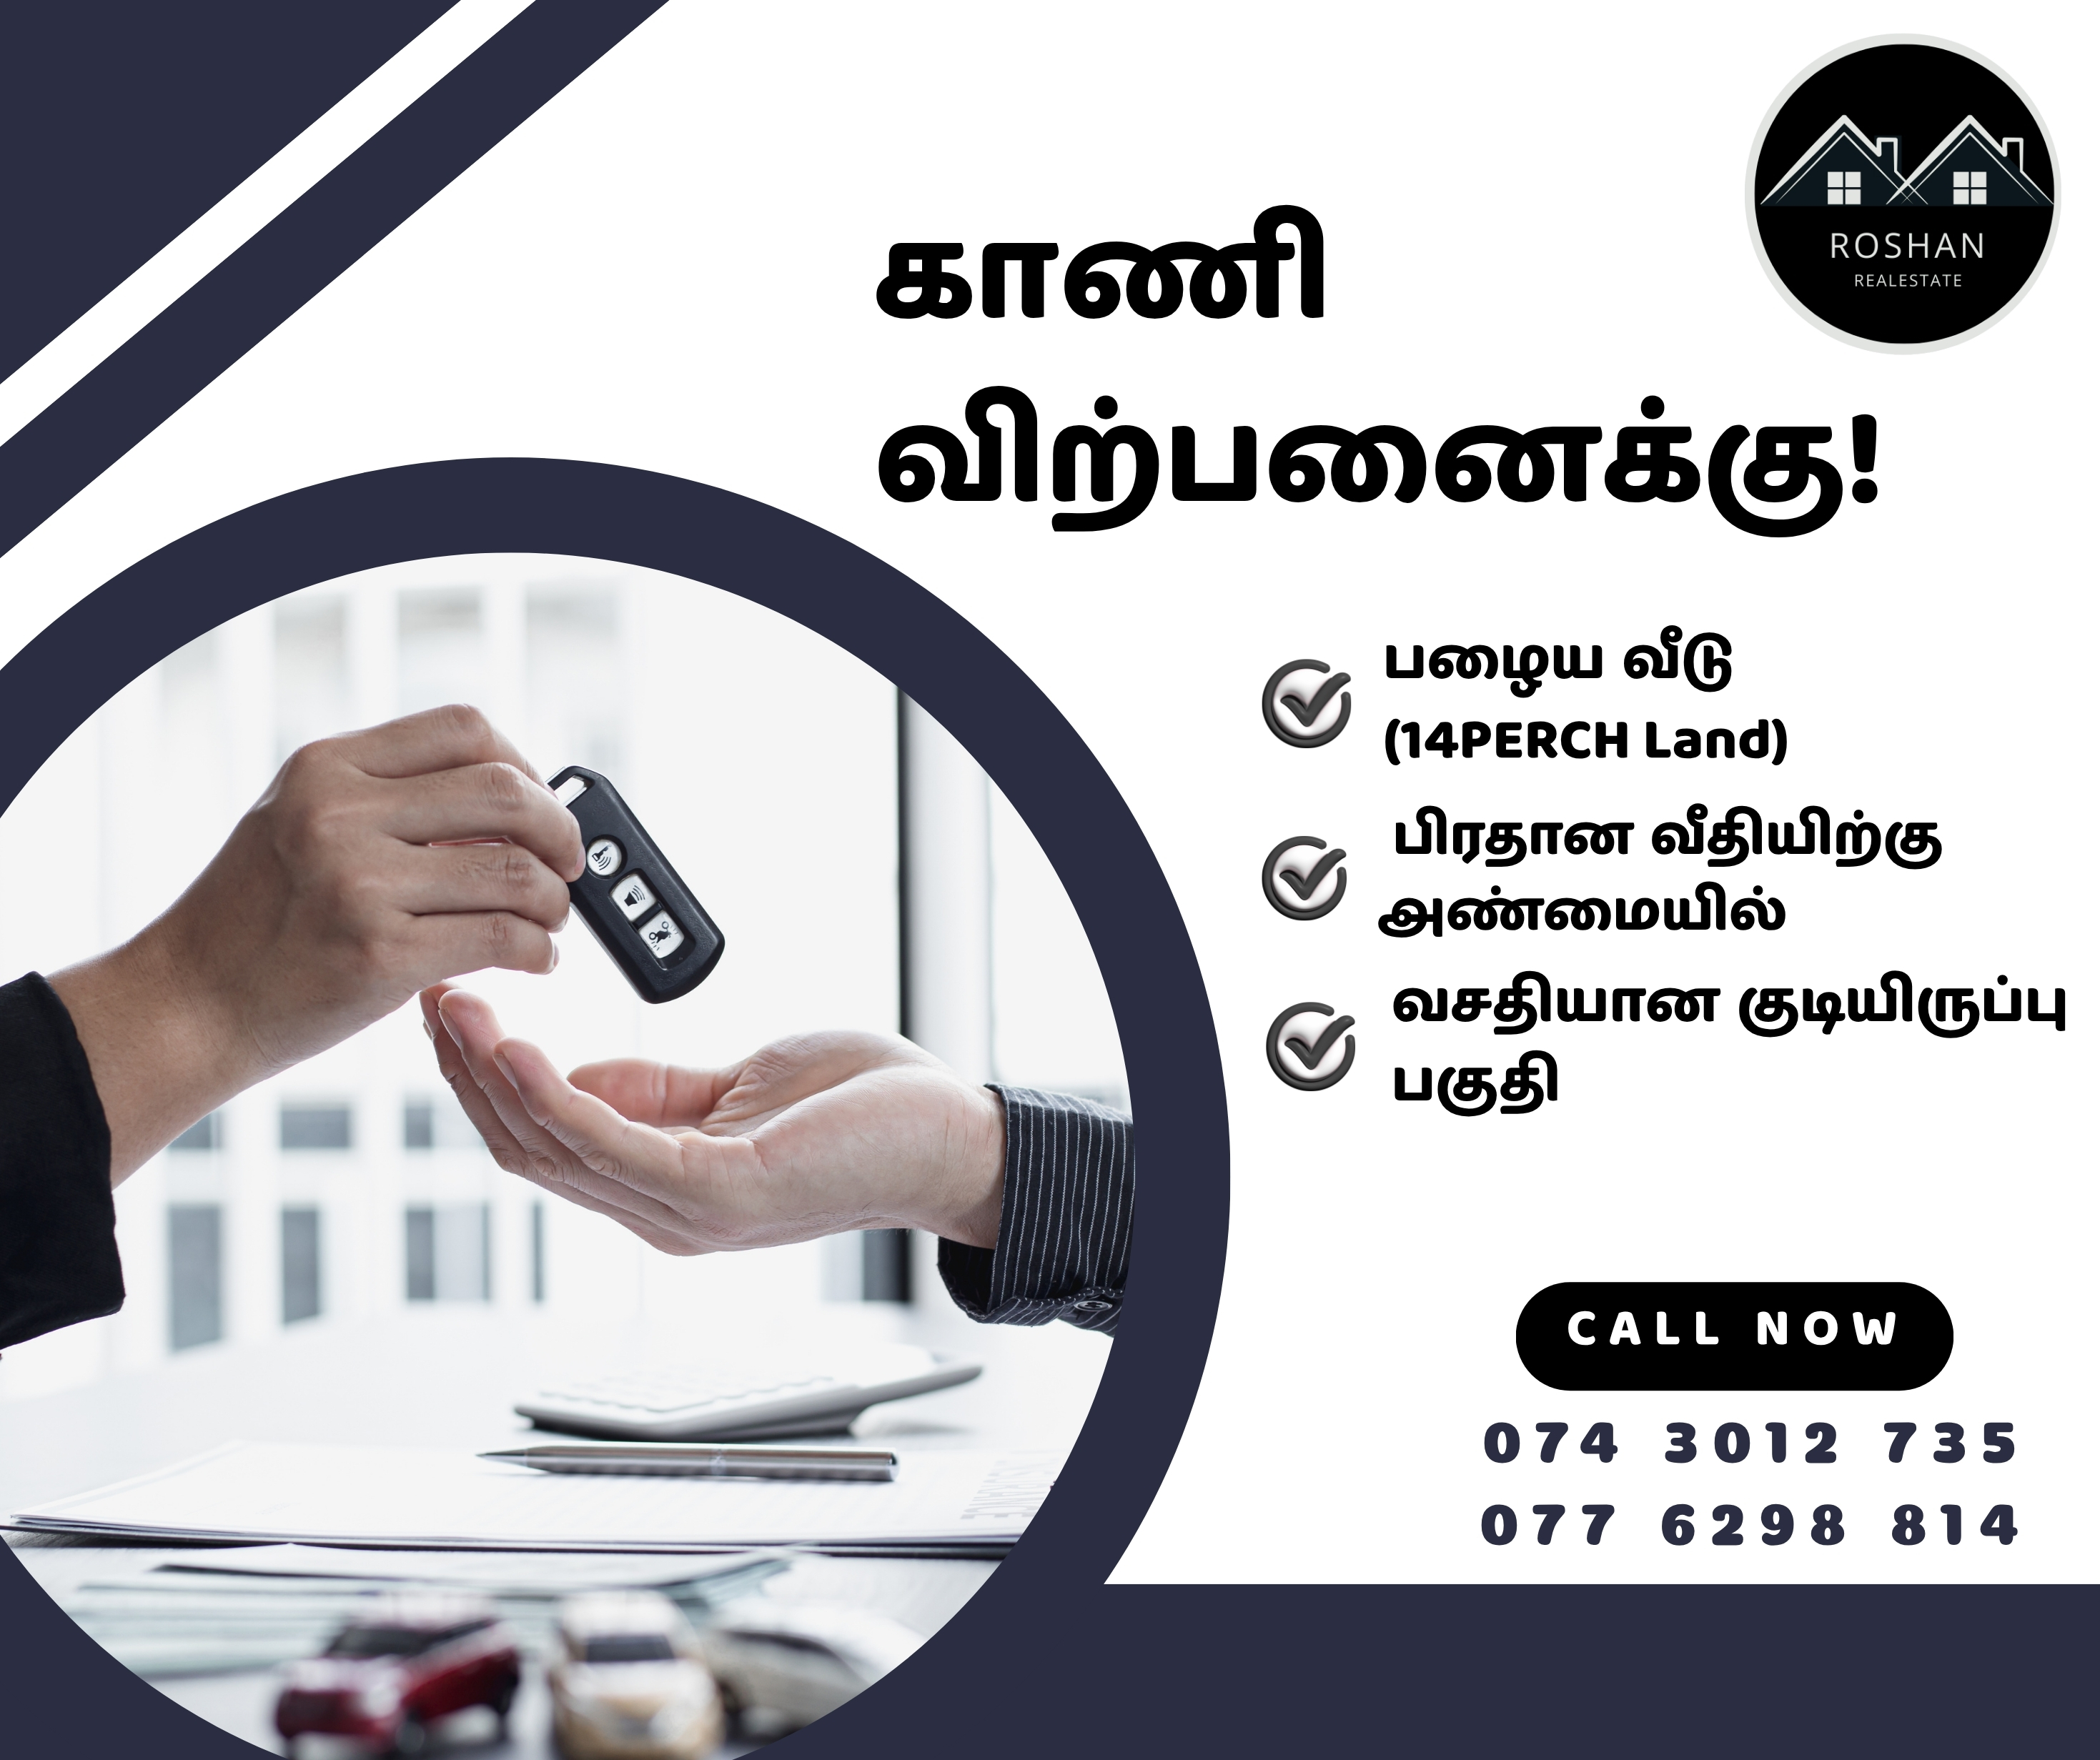 ROSHAN
REALESTATE
காணி
விற்பனைக்கு!
பழைய வீடு
(14PERCH Land)
பிரதான வீதியிற்கு
அண்மையில்
வசதியான குடியிருப்பு
பகுதி
CALL NOW
074 3012 735
077 6298 814